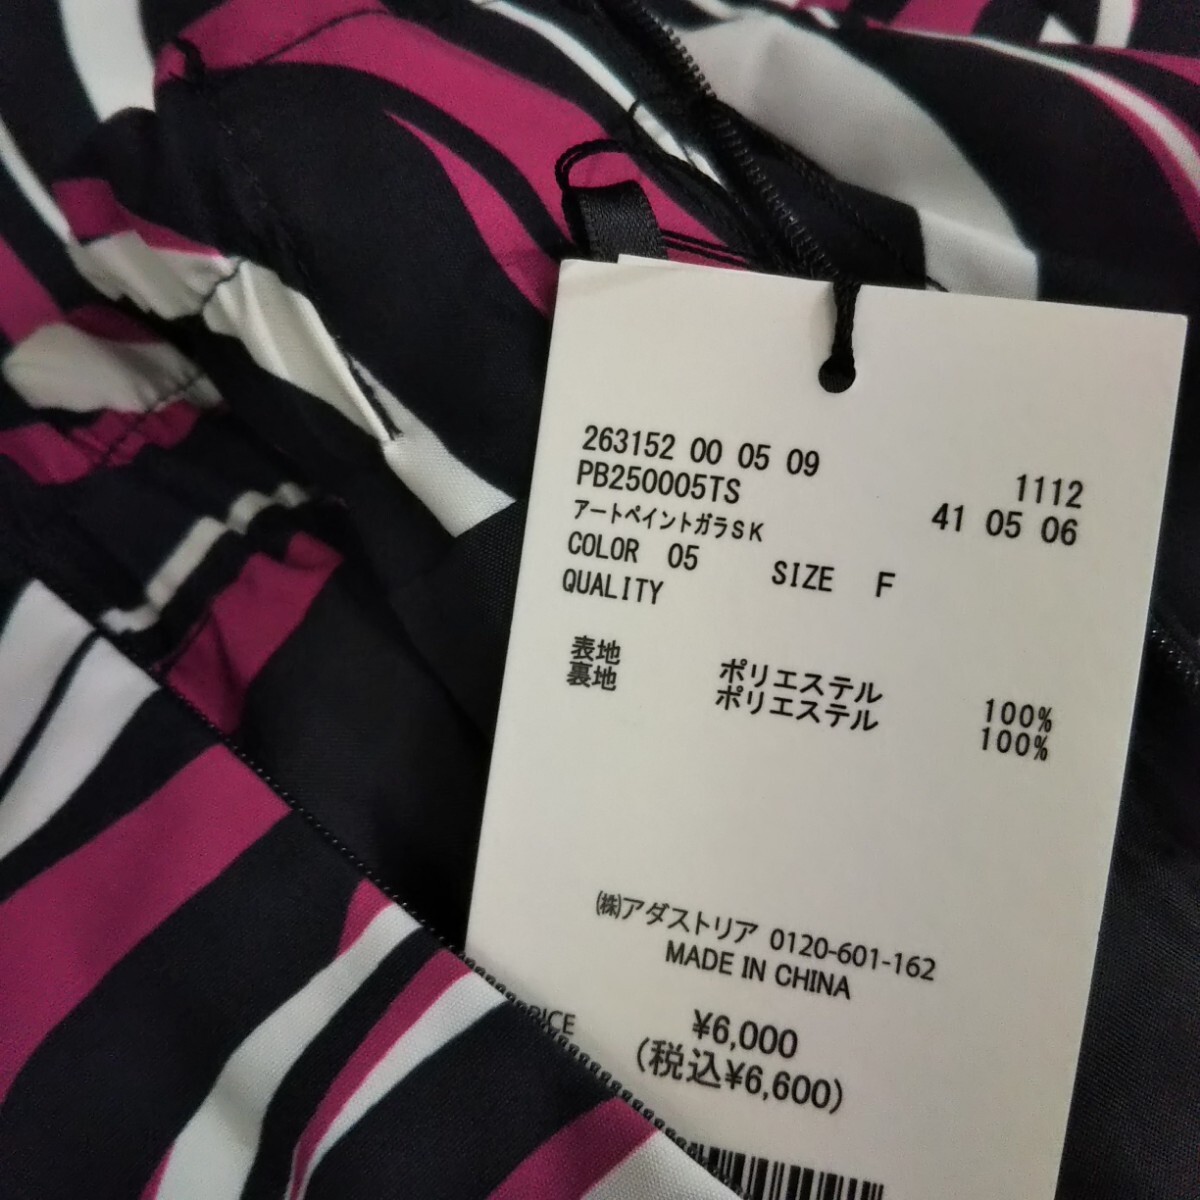 263152 00 05 09
PB250005TS 1112
アートペイントガラSK 41 05 06
COLOR 05 SIZE F
QUALITY
表地 ポリエステル 100%
裏地 ポリエステル 100%
㈱アダストリア 0120-601-162
MADE IN CHINA
¥6,000
(税込¥6,600)